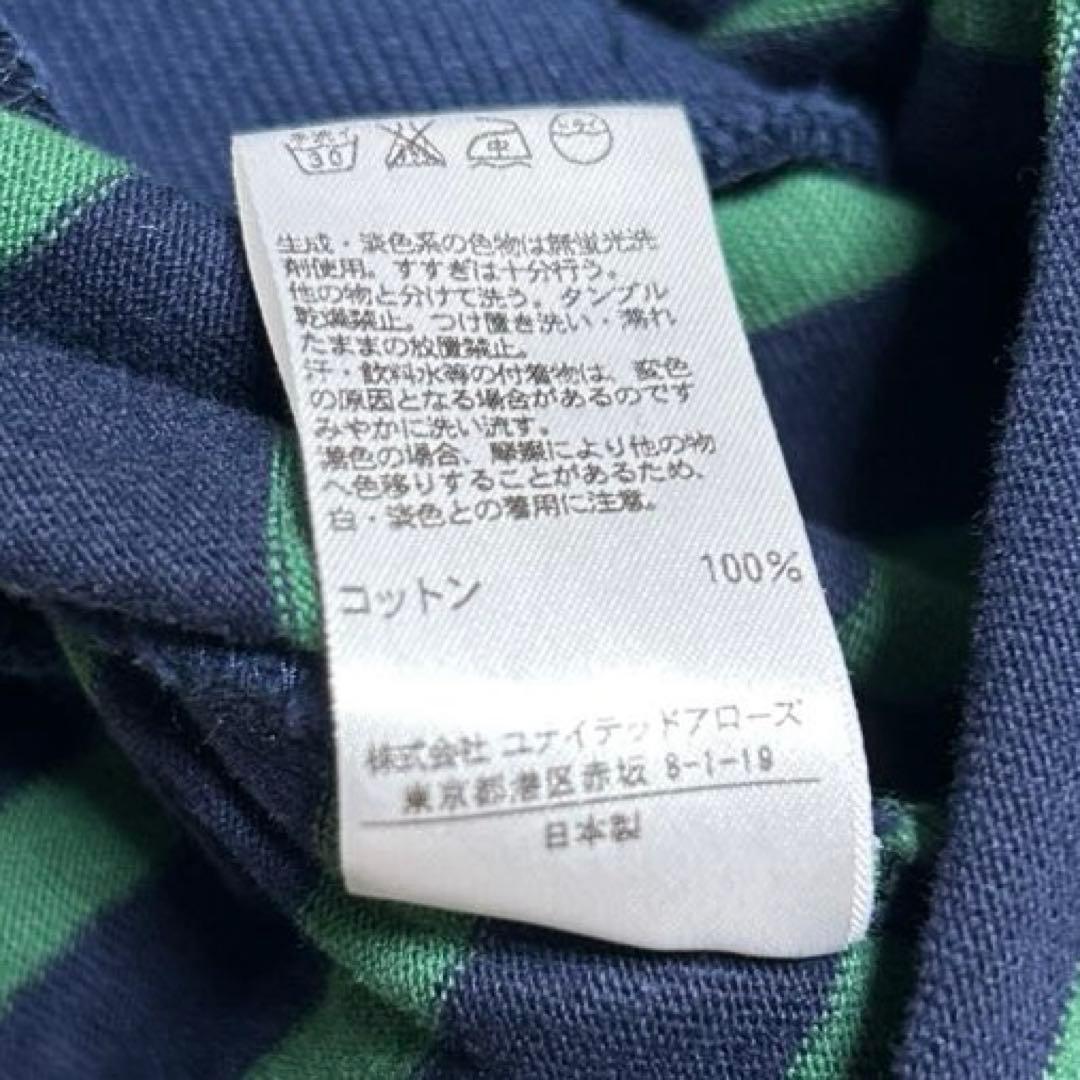 手洗イ 30 中 ドライ
生成・淡色系の色物は無蛍光洗
剤使用。すすぎは十分行う。
他の物と分けて洗う。タンブル
乾燥禁止。つけ置き洗い・濡れ
たままの放置禁止。
汗・飲料水等の付着物は、変色
の原因となる場合があるのです
みやかに洗い流す。
濃色の場合、摩擦により他の物
へ色移りすることがあるため、
白・淡色との着用に注意。
コットン 100%
株式会社 ユナイテッドアローズ
東京都港区赤坂 8-1-19
日本製